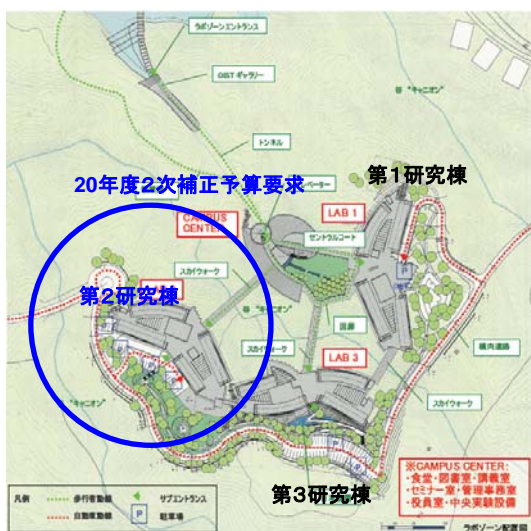 ラボゾーンエントランス
OIST ギャラリー
谷 “キャニオン”
トンネル
20年度2次補正予算要求
第1研究棟
CAMPUS
CENTER
LAB 1
セントラルコート
スカイウォーク
第2研究棟
谷 “キャニオン”
回廊
スカイウォーク
構内道路
LAB 3
スカイウォーク
谷 “キャニオン”
第3研究棟
※CAMPUS CENTER:
・食堂・図書室・講義室
・セミナー室・管理事務室
・役員室・中央実験設備
凡例
歩行者動線
サブエントランス
自動車動線
P
駐車場
ラボゾーン配置図